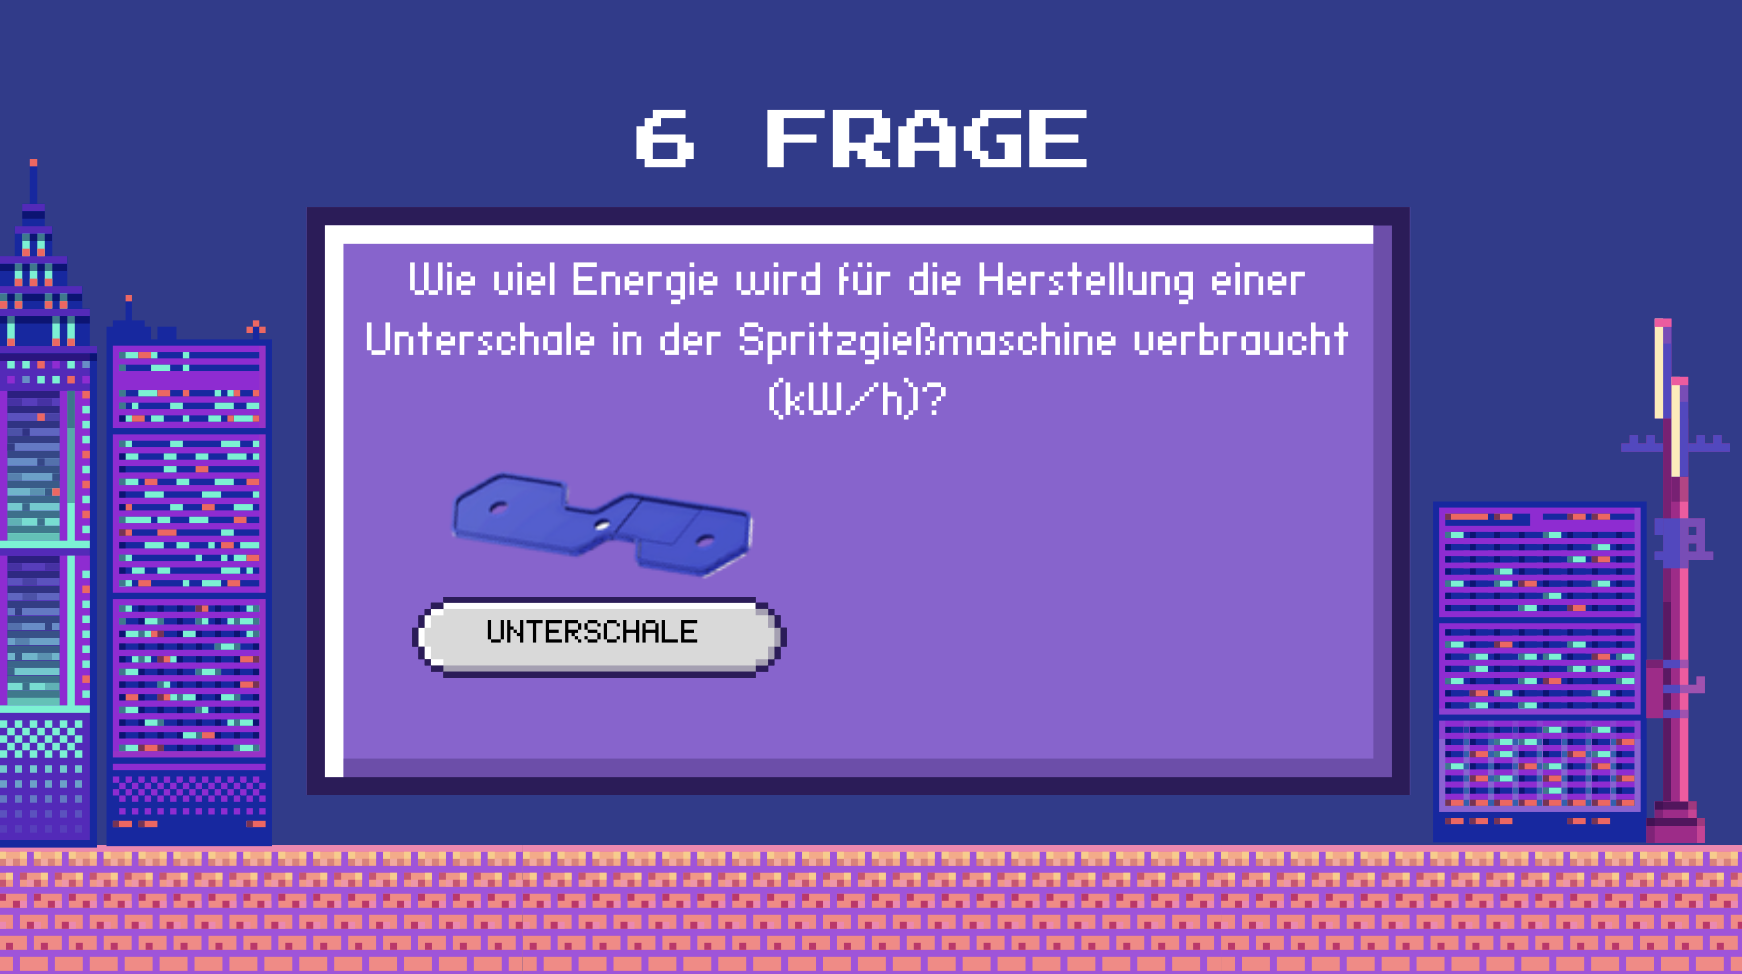 6 FRAGE
Wie viel Energie wird für die Herstellung einer
Unterschale in der Spritzgießmaschine verbraucht
(kW/h)?
UNTERSCHALE